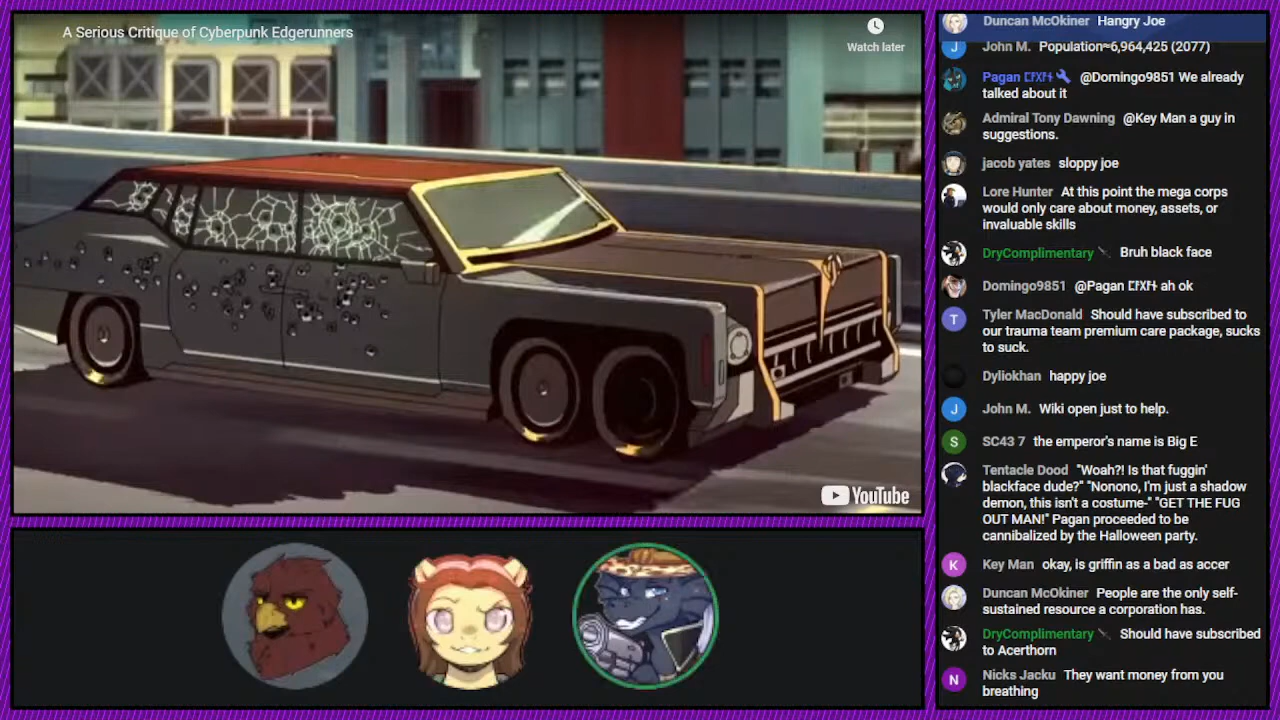 A Serious Critique of Cyberpunk Edgerunners
Watch later
YouTube
Duncan McOkiner Hangry Joe
John M. Population=6,964,425 (2077)
Pagan @Domingo9851 We already
talked about it
Admiral Tony Dawning @Key Man a guy in
suggestions.
jacob yates sloppy joe
Lore Hunter At this point the mega corps
would only care about money, assets, or
invaluable skills
DryComplimentary Bruh black face
Domingo9851 @Pagan ah ok
T
Tyler MacDonald Should have subscribed to
our trauma team premium care package, sucks
to suck.
Dyliokhan happy joe
J
John M. Wiki open just to help.
S
SC43 7 the emperor's name is Big E
Tentacle Dood "Woah?! Is that fuggin'
blackface dude?" "Nonono, I'm just a shadow
demon, this isn't a costume-" "GET THE FUG
OUT MAN!" Pagan proceeded to be
cannibalized by the Halloween party.
K
Key Man okay, is griffin as a bad as accer
Duncan McOkiner People are the only self-
sustained resource a corporation has.
DryComplimentary Should have subscribed
to Acerthorn
N
Nicks Jacku They want money from you
breathing